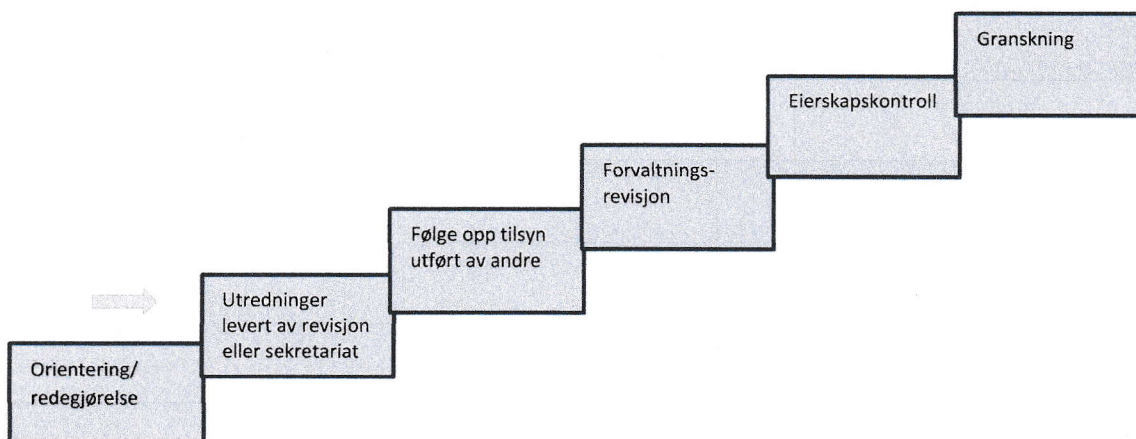 Granskning
Eierskapskontroll
Forvaltnings-
revisjon
Følge opp tilsyn
utført av andre
Utredninger
levert av revisjon
eller sekretariat
Orientering/
redegjørelse